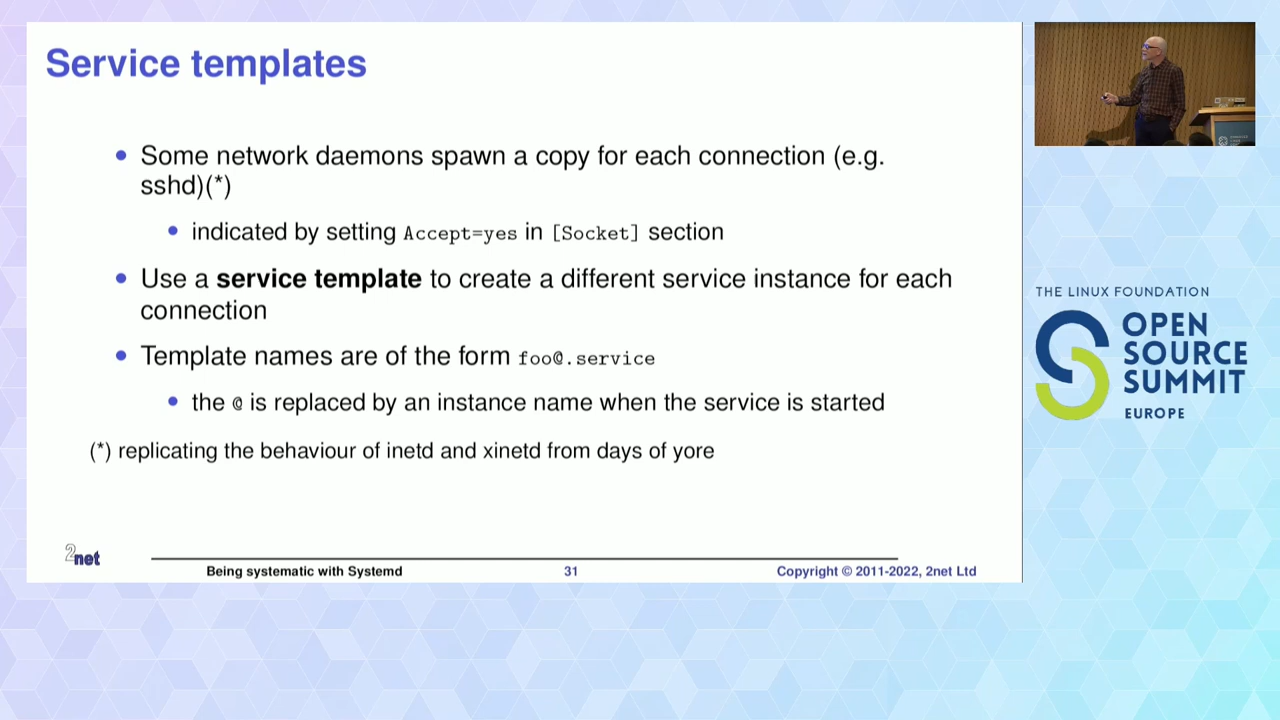 Service templates
Some network daemons spawn a copy for each connection (e.g.
sshd)(*)
indicated by setting Accept=yes in [Socket] section
Use a service template to create a different service instance for each
connection
Template names are of the form foo@.service
the @ is replaced by an instance name when the service is started
(*) replicating the behaviour of inetd and xinetd from days of yore
2net
Being systematic with Systemd
31
Copyright © 2011-2022, 2net Ltd
THE LINUX FOUNDATION
OPEN
SOURCE
SUMMIT
EUROPE